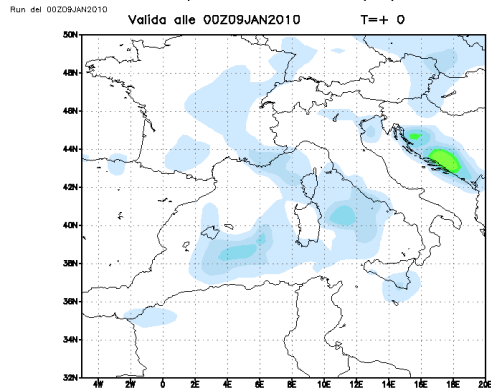 Run del 00Z09JAN2010
Valida alle 00Z09JAN2010 T=+ 0
50N
48N
46N
44N
42N
40N
38N
36N
34N
32N
4W 2W 0 2E 4E 6E 8E 10E 12E 14E 16E 18E 20E